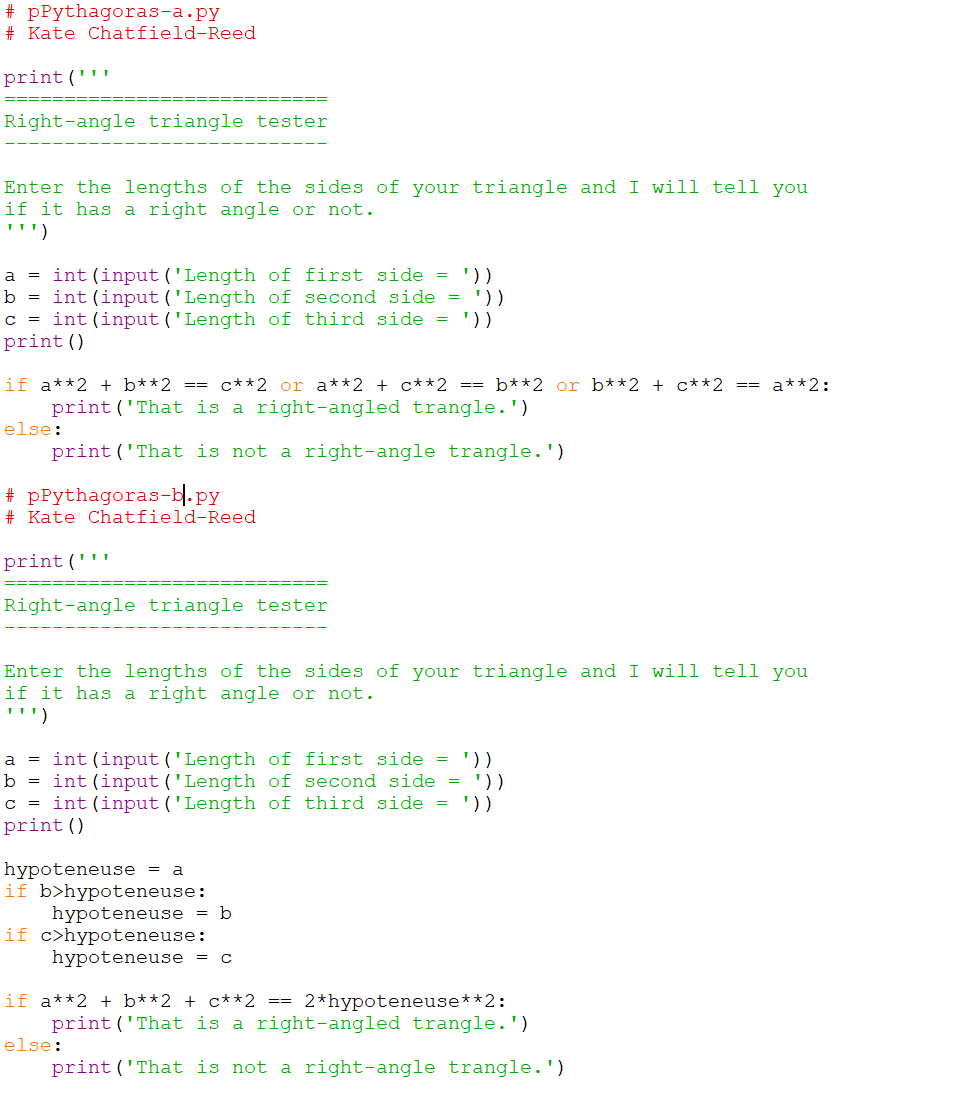 # pPythagoras-a.py
# Kate Chatfield-Reed
print('''
===========================
Right-angle triangle tester
---------------------------
Enter the lengths of the sides of your triangle and I will tell you
if it has a right angle or not.
''')
a = int(input('Length of first side = '))
b = int(input('Length of second side = '))
c = int(input('Length of third side = '))
print()
if a**2 + b**2 == c**2 or a**2 + c**2 == b**2 or b**2 + c**2 == a**2:
    print('That is a right-angled trangle.')
else:
    print('That is not a right-angle trangle.')
# pPythagoras-b.py
# Kate Chatfield-Reed
print('''
===========================
Right-angle triangle tester
---------------------------
Enter the lengths of the sides of your triangle and I will tell you
if it has a right angle or not.
''')
a = int(input('Length of first side = '))
b = int(input('Length of second side = '))
c = int(input('Length of third side = '))
print()
hypoteneuse = a
if b>hypoteneuse:
    hypoteneuse = b
if c>hypoteneuse:
    hypoteneuse = c
if a**2 + b**2 + c**2 == 2*hypoteneuse**2:
    print('That is a right-angled trangle.')
else:
    print('That is not a right-angle trangle.')